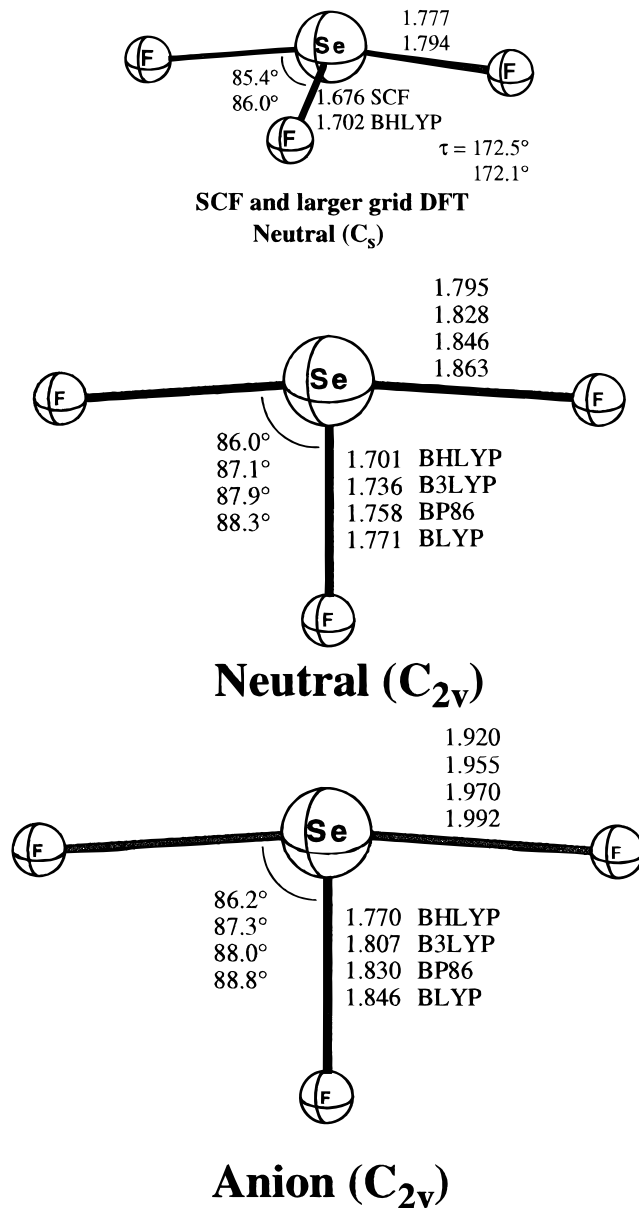 1.777
1.794
Se
F
F
85.4°
86.0°
1.676 SCF
1.702 BHLYP
F
τ = 172.5°
172.1°
SCF and larger grid DFT
Neutral (Cs)
1.795
1.828
1.846
1.863
Se
F
F
86.0°
87.1°
87.9°
88.3°
1.701 BHLYP
1.736 B3LYP
1.758 BP86
1.771 BLYP
F
Neutral (C2v)
1.920
1.955
1.970
1.992
Se
F
F
86.2°
87.3°
88.0°
88.8°
1.770 BHLYP
1.807 B3LYP
1.830 BP86
1.846 BLYP
F
Anion (C2v)